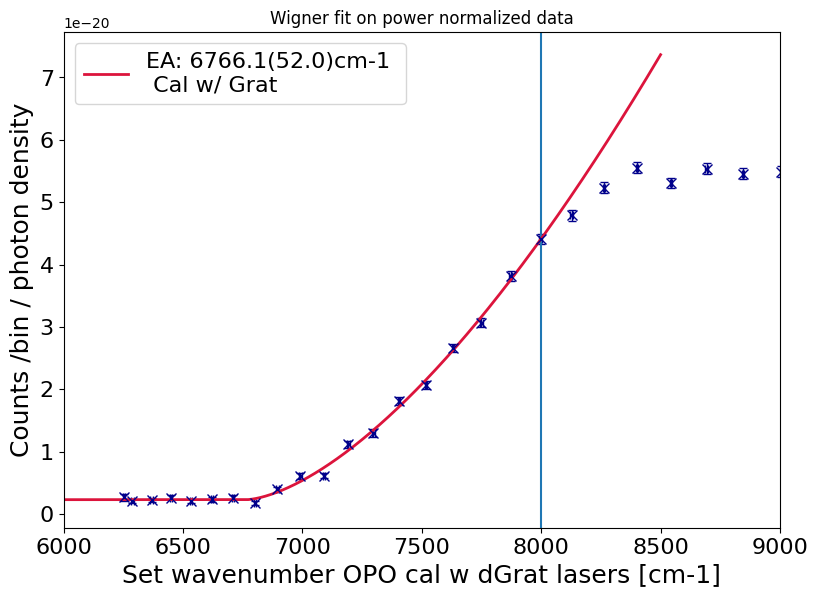 Wigner fit on power normalized data
1e−20
EA: 6766.1(52.0)cm-1
Cal w/ Grat
7
6
5
4
3
2
1
0
Counts /bin / photon density
6000 6500 7000 7500 8000 8500 9000
Set wavenumber OPO cal w dGrat lasers [cm-1]